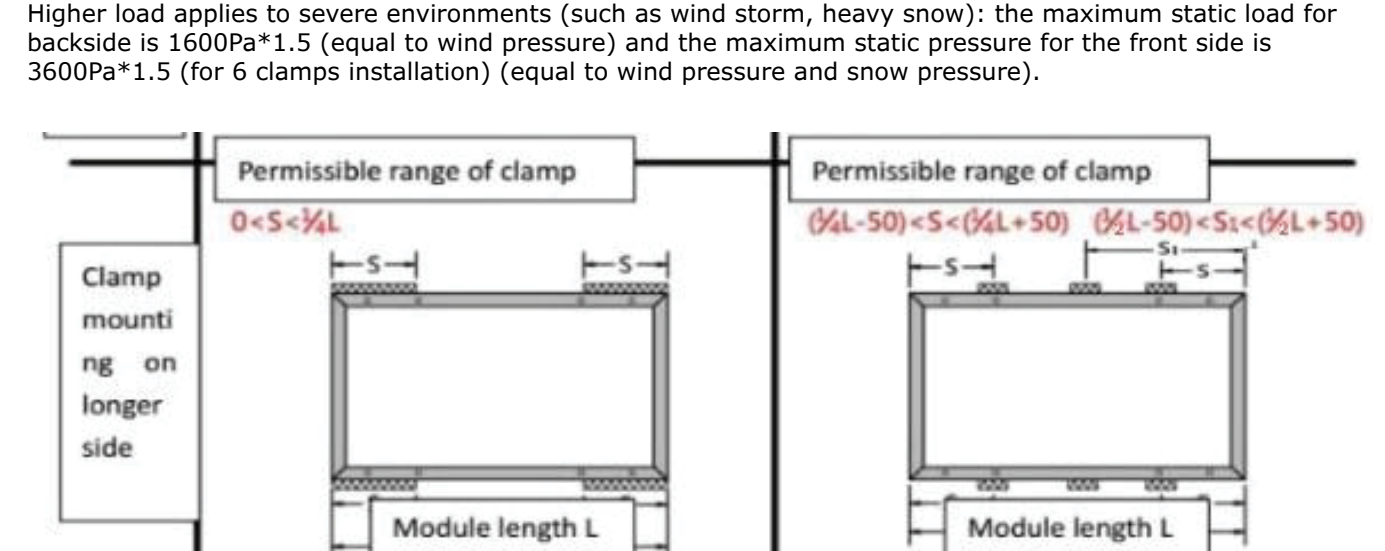 Higher load applies to severe environments (such as wind storm, heavy snow): the maximum static load for
backside is 1600Pa*1.5 (equal to wind pressure) and the maximum static pressure for the front side is
3600Pa*1.5 (for 6 clamps installation) (equal to wind pressure and snow pressure).
Permissible range of clamp
Permissible range of clamp
0<S<¼L
(¼L-50)<S<(¼L+50) (½L-50)<S1<(½L+50)
Clamp
mounti
ng on
longer
side
S
S
S
S1
S
Module length L
Module length L